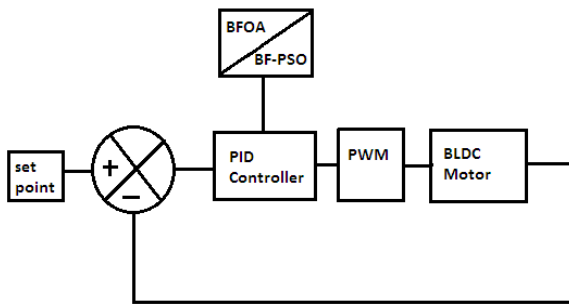 BFOA
BF-PSO
set
point
+
−
PID
Controller
PWM
BLDC
Motor